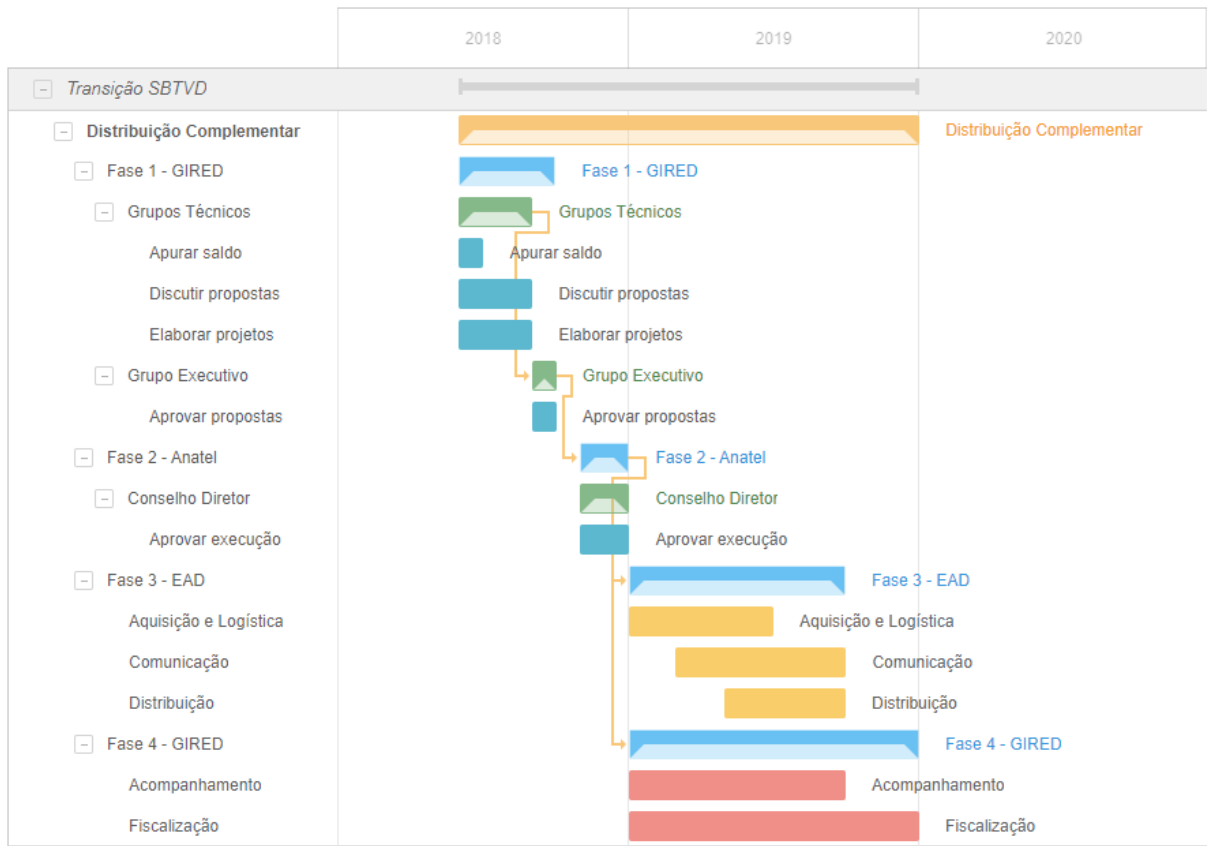 2018 2019 2020
Transição SBTVD
Distribuição Complementar Distribuição Complementar
Fase 1 - GIRED Fase 1 - GIRED
Grupos Técnicos Grupos Técnicos
Apurar saldo Apurar saldo
Discutir propostas Discutir propostas
Elaborar projetos Elaborar projetos
Grupo Executivo Grupo Executivo
Aprovar propostas Aprovar propostas
Fase 2 - Anatel Fase 2 - Anatel
Conselho Diretor Conselho Diretor
Aprovar execução Aprovar execução
Fase 3 - EAD Fase 3 - EAD
Aquisição e Logística Aquisição e Logística
Comunicação Comunicação
Distribuição Distribuição
Fase 4 - GIRED Fase 4 - GIRED
Acompanhamento Acompanhamento
Fiscalização Fiscalização